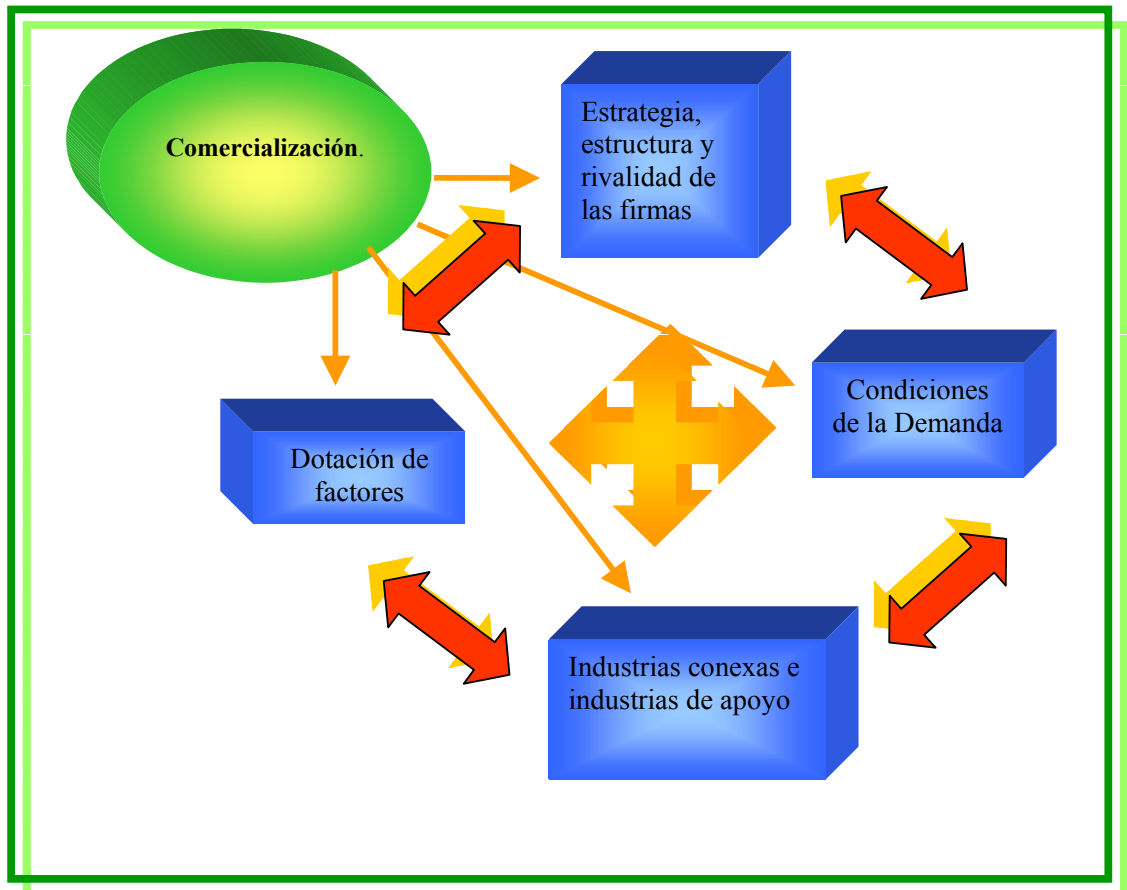 Comercialización.
Estrategia,
estructura y
rivalidad de
las firmas
Condiciones
de la Demanda
Dotación de
factores
Industrias conexas e
industrias de apoyo